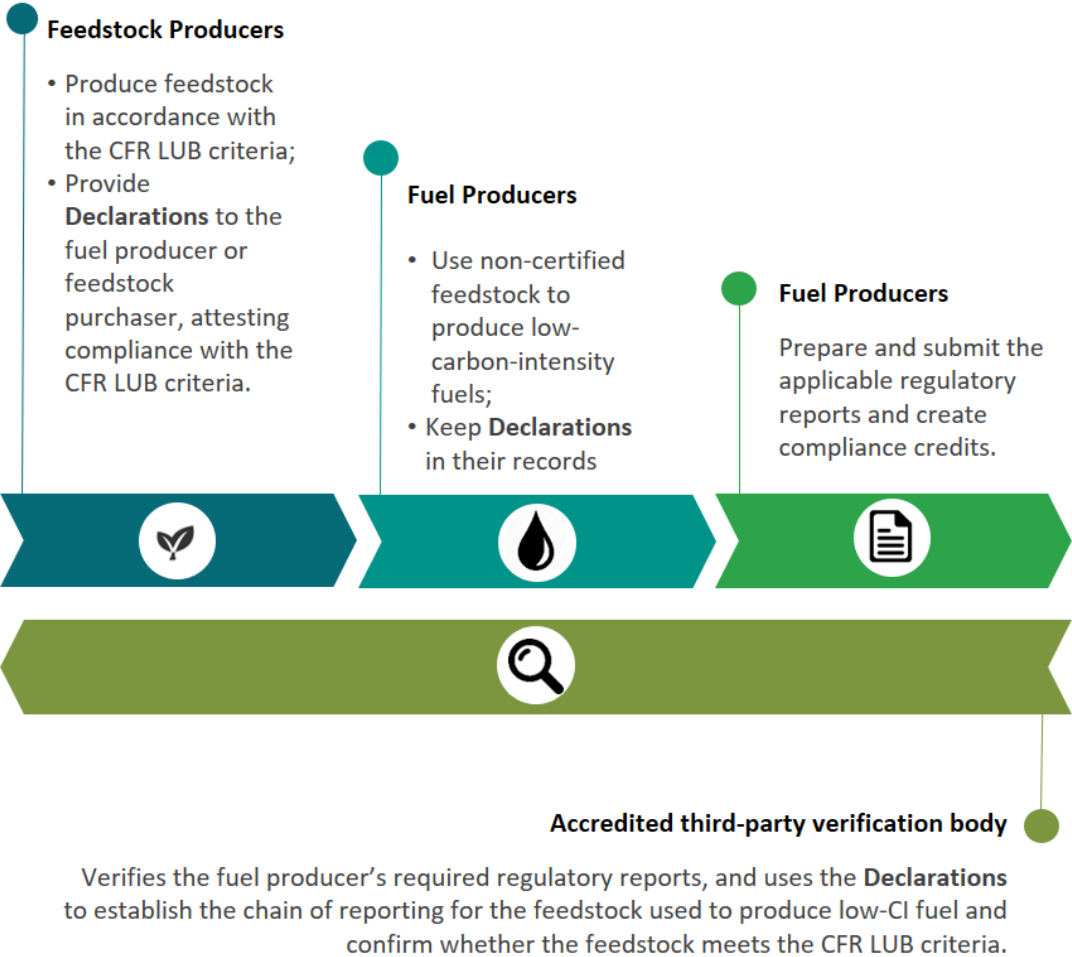 Feedstock Producers
• Produce feedstock
in accordance with
the CFR LUB criteria;
• Provide
Declarations to the
fuel producer or
feedstock
purchaser, attesting
compliance with the
CFR LUB criteria.
Fuel Producers
• Use non-certified
feedstock to
produce low-
carbon-intensity
fuels;
• Keep Declarations
in their records
Fuel Producers
Prepare and submit the
applicable regulatory
reports and create
compliance credits.
Accredited third-party verification body
Verifies the fuel producer’s required regulatory reports, and uses the Declarations
to establish the chain of reporting for the feedstock used to produce low-CI fuel and
confirm whether the feedstock meets the CFR LUB criteria.